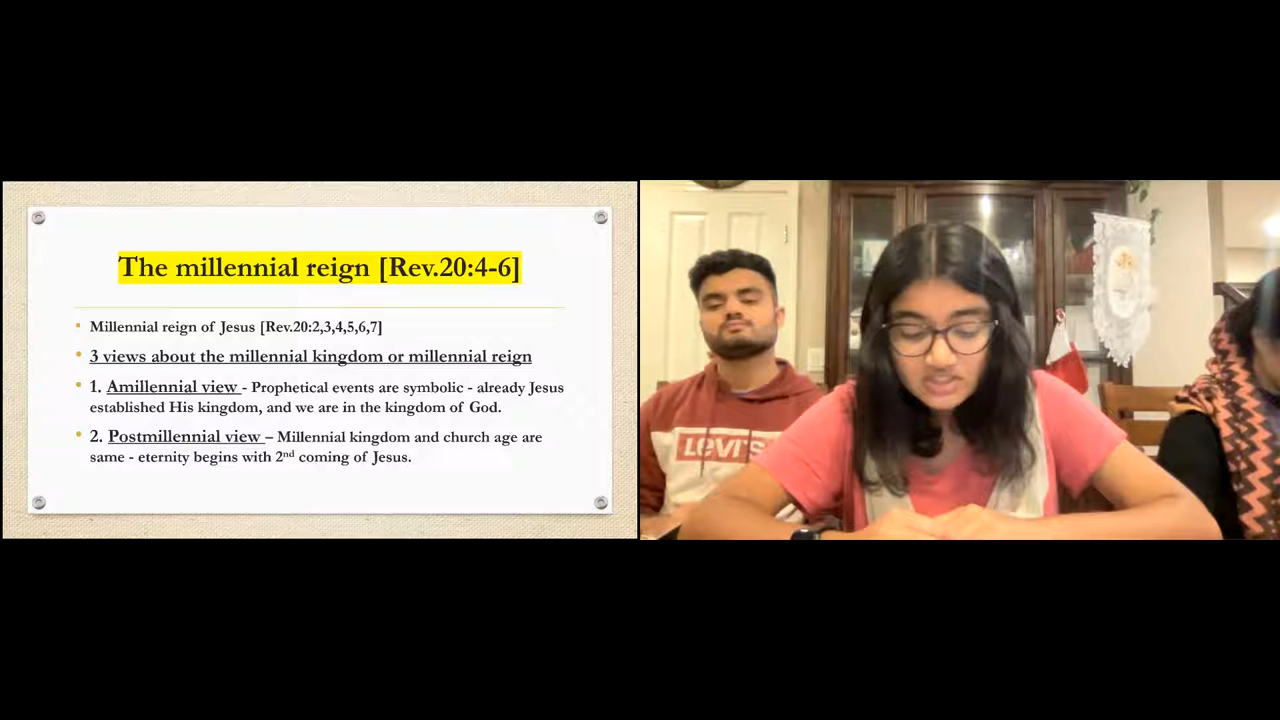 The millennial reign [Rev.20:4-6]
Millennial reign of Jesus [Rev.20:2,3,4,5,6,7]
3 views about the millennial kingdom or millennial reign
1. Amillennial view - Prophetical events are symbolic - already Jesus
established His kingdom, and we are in the kingdom of God.
2. Postmillennial view – Millennial kingdom and church age are
same - eternity begins with 2nd coming of Jesus.
LEVI'S